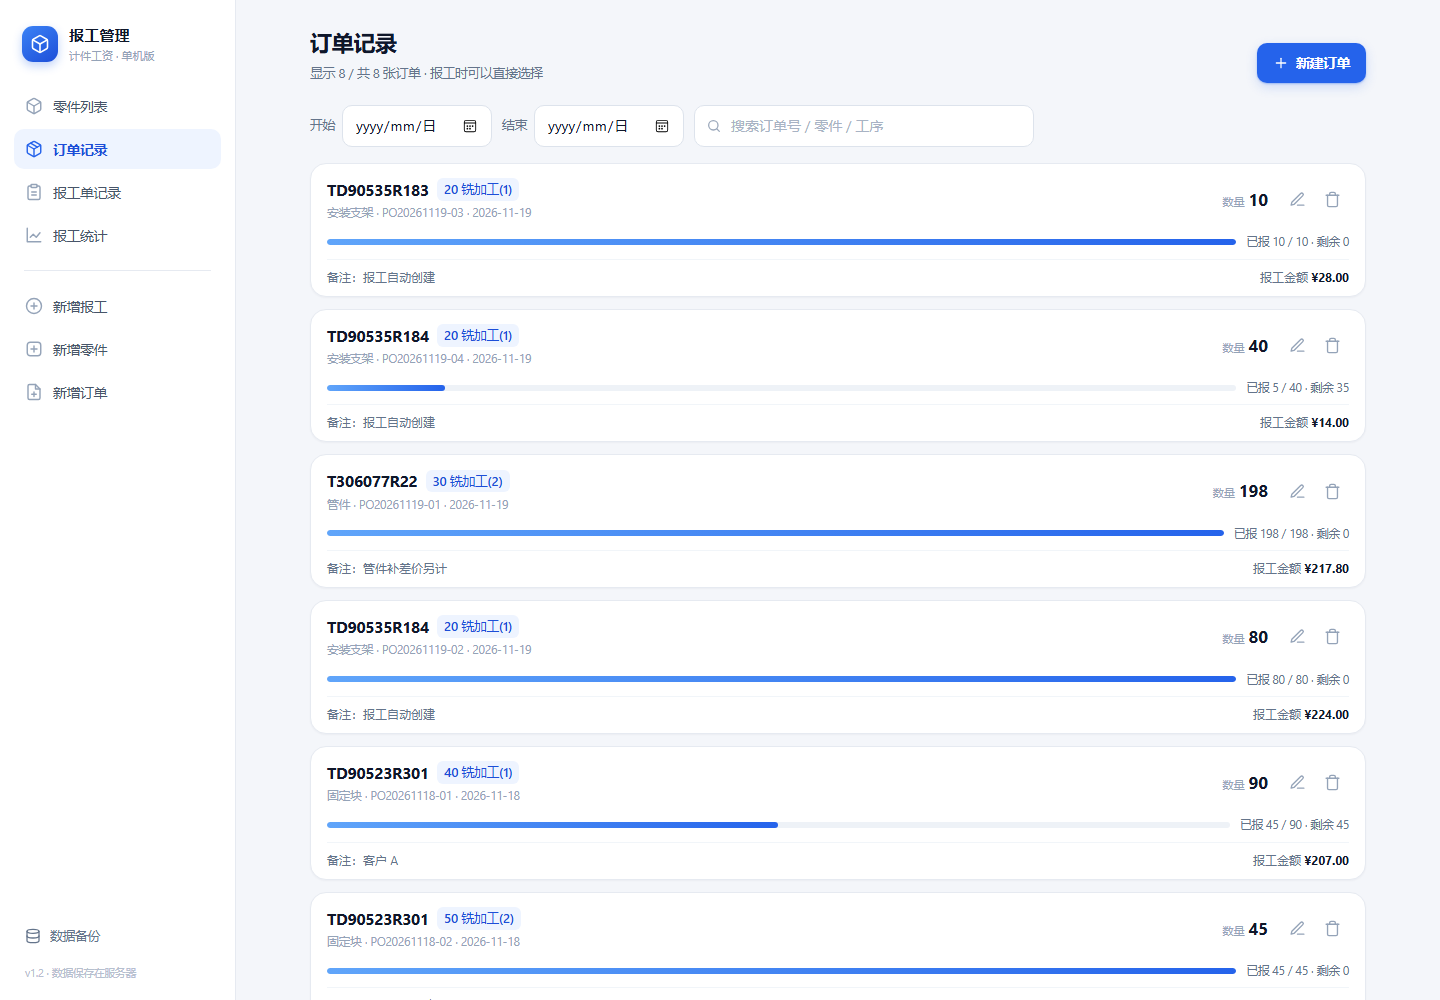 报工管理
计件工资 · 单机版
零件列表
订单记录
报工单记录
报工统计
新增报工
新增零件
新增订单
数据备份
v1.2 · 数据保存在服务器
订单记录
显示 8 / 共 8 张订单 · 报工时可以直接选择
新建订单
开始 yyyy/mm/日 结束 yyyy/mm/日 搜索订单号 / 零件 / 工序
TD90535R183 20 铣加工(1)
安装支架 · PO20261119-03 · 2026-11-19
数量 10
已报 10 / 10 · 剩余 0
备注：报工自动创建 报工金额 ¥28.00
TD90535R184 20 铣加工(1)
安装支架 · PO20261119-04 · 2026-11-19
数量 40
已报 5 / 40 · 剩余 35
备注：报工自动创建 报工金额 ¥14.00
T306077R22 30 铣加工(2)
管件 · PO20261119-01 · 2026-11-19
数量 198
已报 198 / 198 · 剩余 0
备注：管件补差价另计 报工金额 ¥217.80
TD90535R184 20 铣加工(1)
安装支架 · PO20261119-02 · 2026-11-19
数量 80
已报 80 / 80 · 剩余 0
备注：报工自动创建 报工金额 ¥224.00
TD90523R301 40 铣加工(1)
固定块 · PO20261118-01 · 2026-11-18
数量 90
已报 45 / 90 · 剩余 45
备注：客户 A 报工金额 ¥207.00
TD90523R301 50 铣加工(2)
固定块 · PO20261118-02 · 2026-11-18
数量 45
已报 45 / 45 · 剩余 0